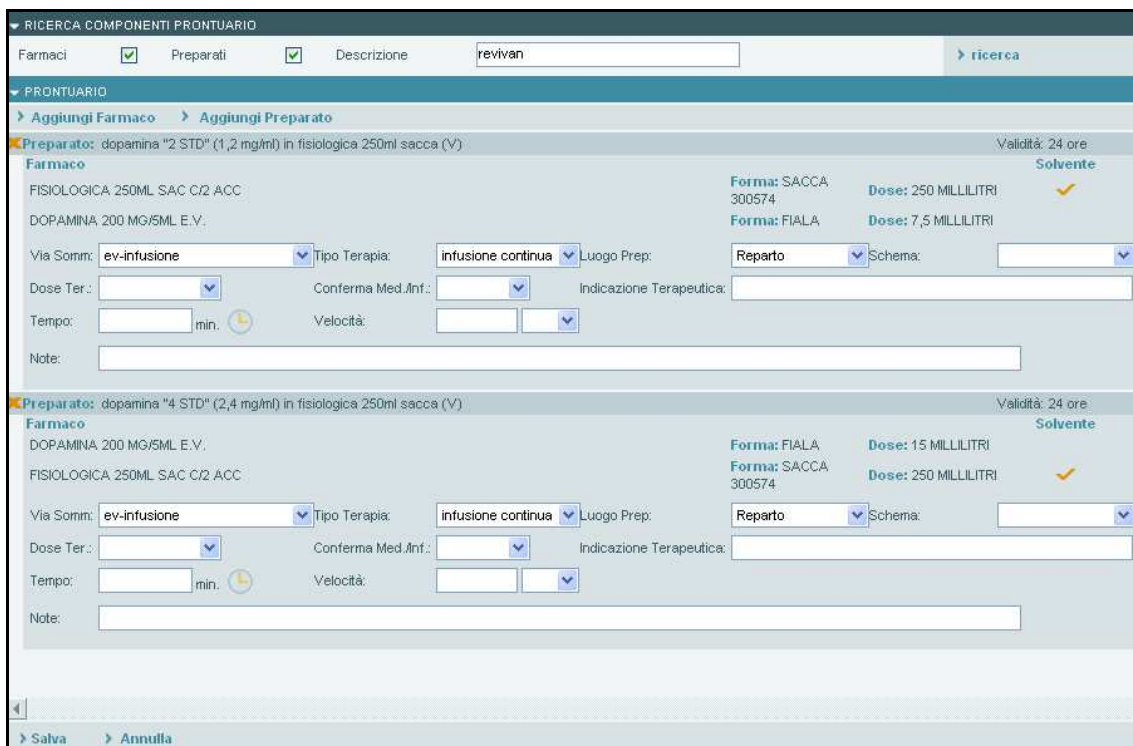 RICERCA COMPONENTI PRONTUARIO
Farmaci Preparati Descrizione revivan ricerca
PRONTUARIO
Aggiungi Farmaco Aggiungi Preparato
Preparato: dopamina "2 STD" (1,2 mg/ml) in fisiologica 250ml sacca (V) Validità: 24 ore
Farmaco Solvente
FISIOLOGICA 250ML SAC C/2 ACC Forma: SACCA 300574 Dose: 250 MILLILITRI
DOPAMINA 200 MG/5ML E.V. Forma: FIALA Dose: 7,5 MILLILITRI
Via Somm: ev-infusione Tipo Terapia: infusione continua Luogo Prep: Reparto Schema:
Dose Ter.: Conferma Med./Inf.: Indicazione Terapeutica:
Tempo: min. Velocità:
Note:
Preparato: dopamina "4 STD" (2,4 mg/ml) in fisiologica 250ml sacca (V) Validità: 24 ore
Farmaco Solvente
DOPAMINA 200 MG/5ML E.V. Forma: FIALA Dose: 15 MILLILITRI
FISIOLOGICA 250ML SAC C/2 ACC Forma: SACCA 300574 Dose: 250 MILLILITRI
Via Somm: ev-infusione Tipo Terapia: infusione continua Luogo Prep: Reparto Schema:
Dose Ter.: Conferma Med./Inf.: Indicazione Terapeutica:
Tempo: min. Velocità:
Note:
Salva Annulla